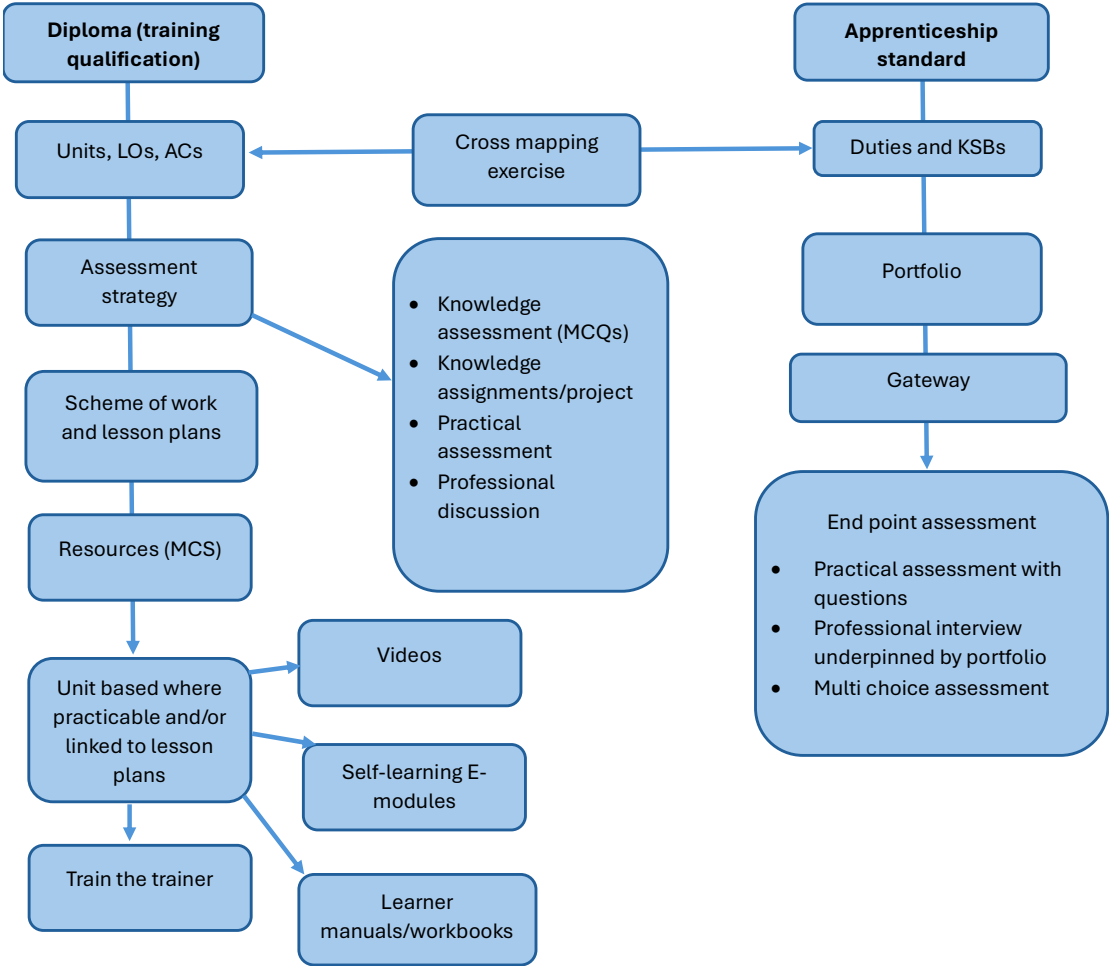 Diploma (training
qualification)
Apprenticeship
standard
Units, LOs, ACs
Cross mapping
exercise
Duties and KSBs
Assessment
strategy
• Knowledge
assessment (MCQs)
• Knowledge
assignments/project
• Practical
assessment
• Professional
discussion
Portfolio
Gateway
Scheme of work
and lesson plans
Resources (MCS)
End point assessment
• Practical assessment with
questions
• Professional interview
underpinned by portfolio
• Multi choice assessment
Unit based where
practicable and/or
linked to lesson
plans
Videos
Self-learning E-
modules
Train the trainer
Learner
manuals/workbooks